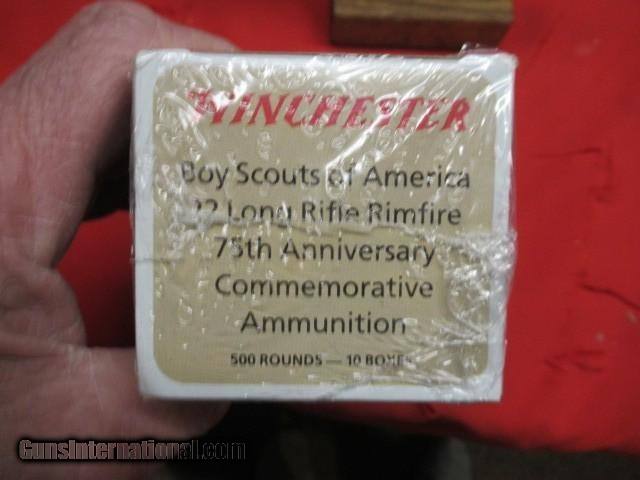 WINCHESTER
Boy Scouts of America
22 Long Rifle Rimfire
75th Anniversary
Commemorative
Ammunition
500 ROUNDS — 10 BOXES
GunsInternational.com